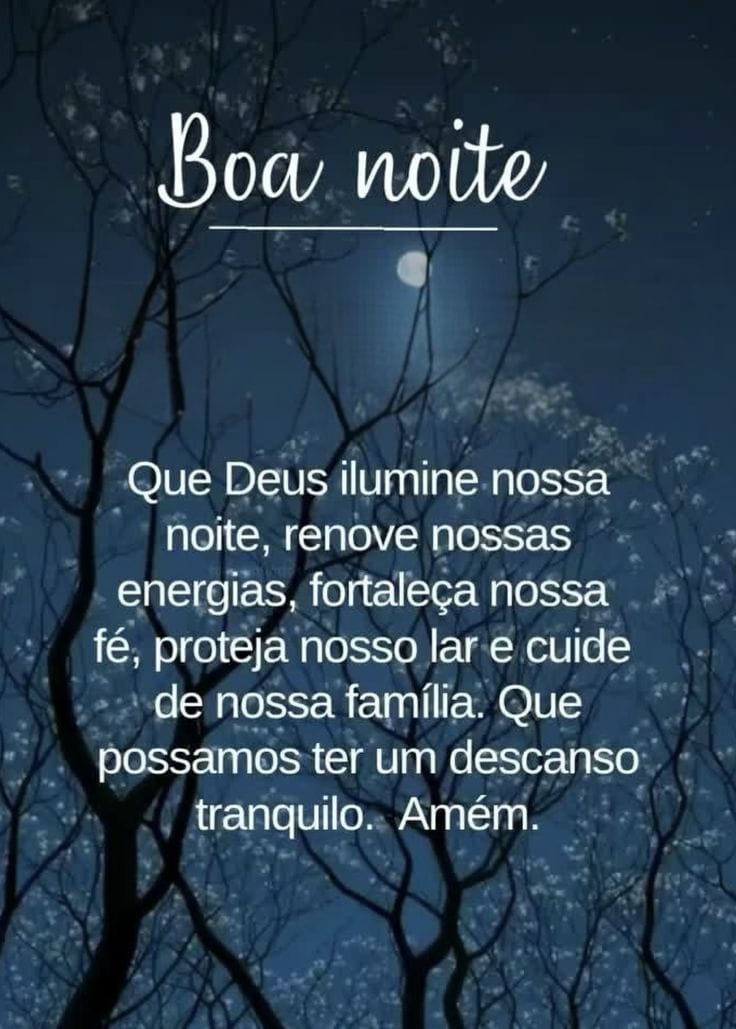 Boa noite
Que Deus ilumine nossa
noite, renove nossas
energias, fortaleça nossa
fé, proteja nosso lar e cuide
de nossa família. Que
possamos ter um descanso
tranquilo. Amém.